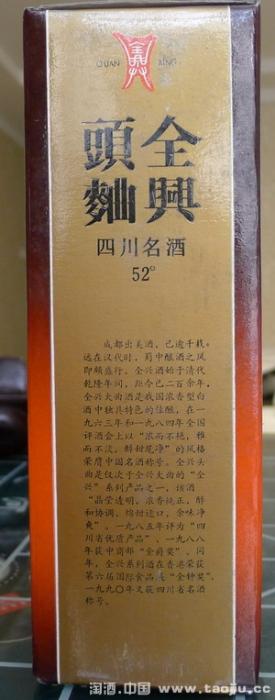 QUAN XING
全興
頭麯
四川名酒
52°
成都出美酒，已逾千载。
远在汉代时，蜀中酿酒之风
即颇盛行。全兴酒始于清代
乾隆年间，距今已二百余年。
全兴大曲酒是我国浓香型白
酒中独具特色的佳酿，在一
九六三年和一九八四年全国
评酒会上以“浓而不艳，雅
而不淡，醇甜尾净”的风格
荣膺中国名酒称号。全兴头
曲是仅次于全兴大曲的“全
兴”系列产品之一，该酒
“晶莹透明，浓香纯正，醇
和协调，绵甜途口，余味净
爽”，一九八五年评为“四
川省优质产品”、一九八八
年获中商部“金爵奖”，同
年，全兴系列酒在香港荣获
第六届国际食品展“金钟奖”，
一九九〇年又获四川省名酒
称号。
淘酒.中国 www.taojiu.cc